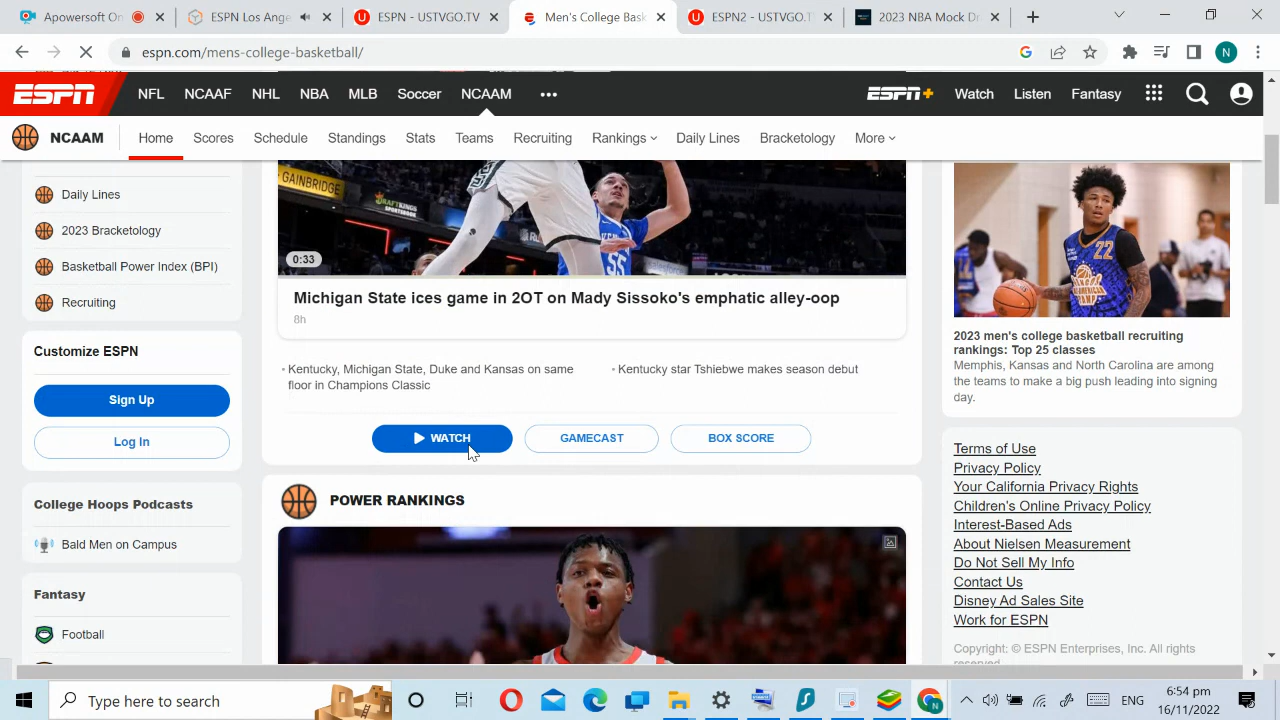 Apowersoft On
ESPN Los Ange
ESPN - USTVGO.TV
Men's College Bask
ESPN2 - USTVGO.T
2023 NBA Mock Dr
espn.com/mens-college-basketball/
N
ESPN NFL NCAAF NHL NBA MLB Soccer NCAAM ESPN+ Watch Listen Fantasy
NCAAM Home Scores Schedule Standings Stats Teams Recruiting Rankings Daily Lines Bracketology More
Daily Lines
2023 Bracketology
Basketball Power Index (BPI)
Recruiting
Customize ESPN
Sign Up
Log In
College Hoops Podcasts
Bald Men on Campus
Fantasy
Football
GAINBRIDGE
DRAFTKINGS
SPORTSBOOK
55
0:33
Michigan State ices game in 2OT on Mady Sissoko's emphatic alley-oop
8h
Kentucky, Michigan State, Duke and Kansas on same
floor in Champions Classic
Kentucky star Tshiebwe makes season debut
WATCH GAMECAST BOX SCORE
POWER RANKINGS
22
2023 men's college basketball recruiting
rankings: Top 25 classes
Memphis, Kansas and North Carolina are among
the teams to make a big push leading into signing
day.
Terms of Use
Privacy Policy
Your California Privacy Rights
Children's Online Privacy Policy
Interest-Based Ads
About Nielsen Measurement
Do Not Sell My Info
Contact Us
Disney Ad Sales Site
Work for ESPN
Copyright: © ESPN Enterprises, Inc. All rights
reserved.
Type here to search
N
ENG
6:54 pm
16/11/2022